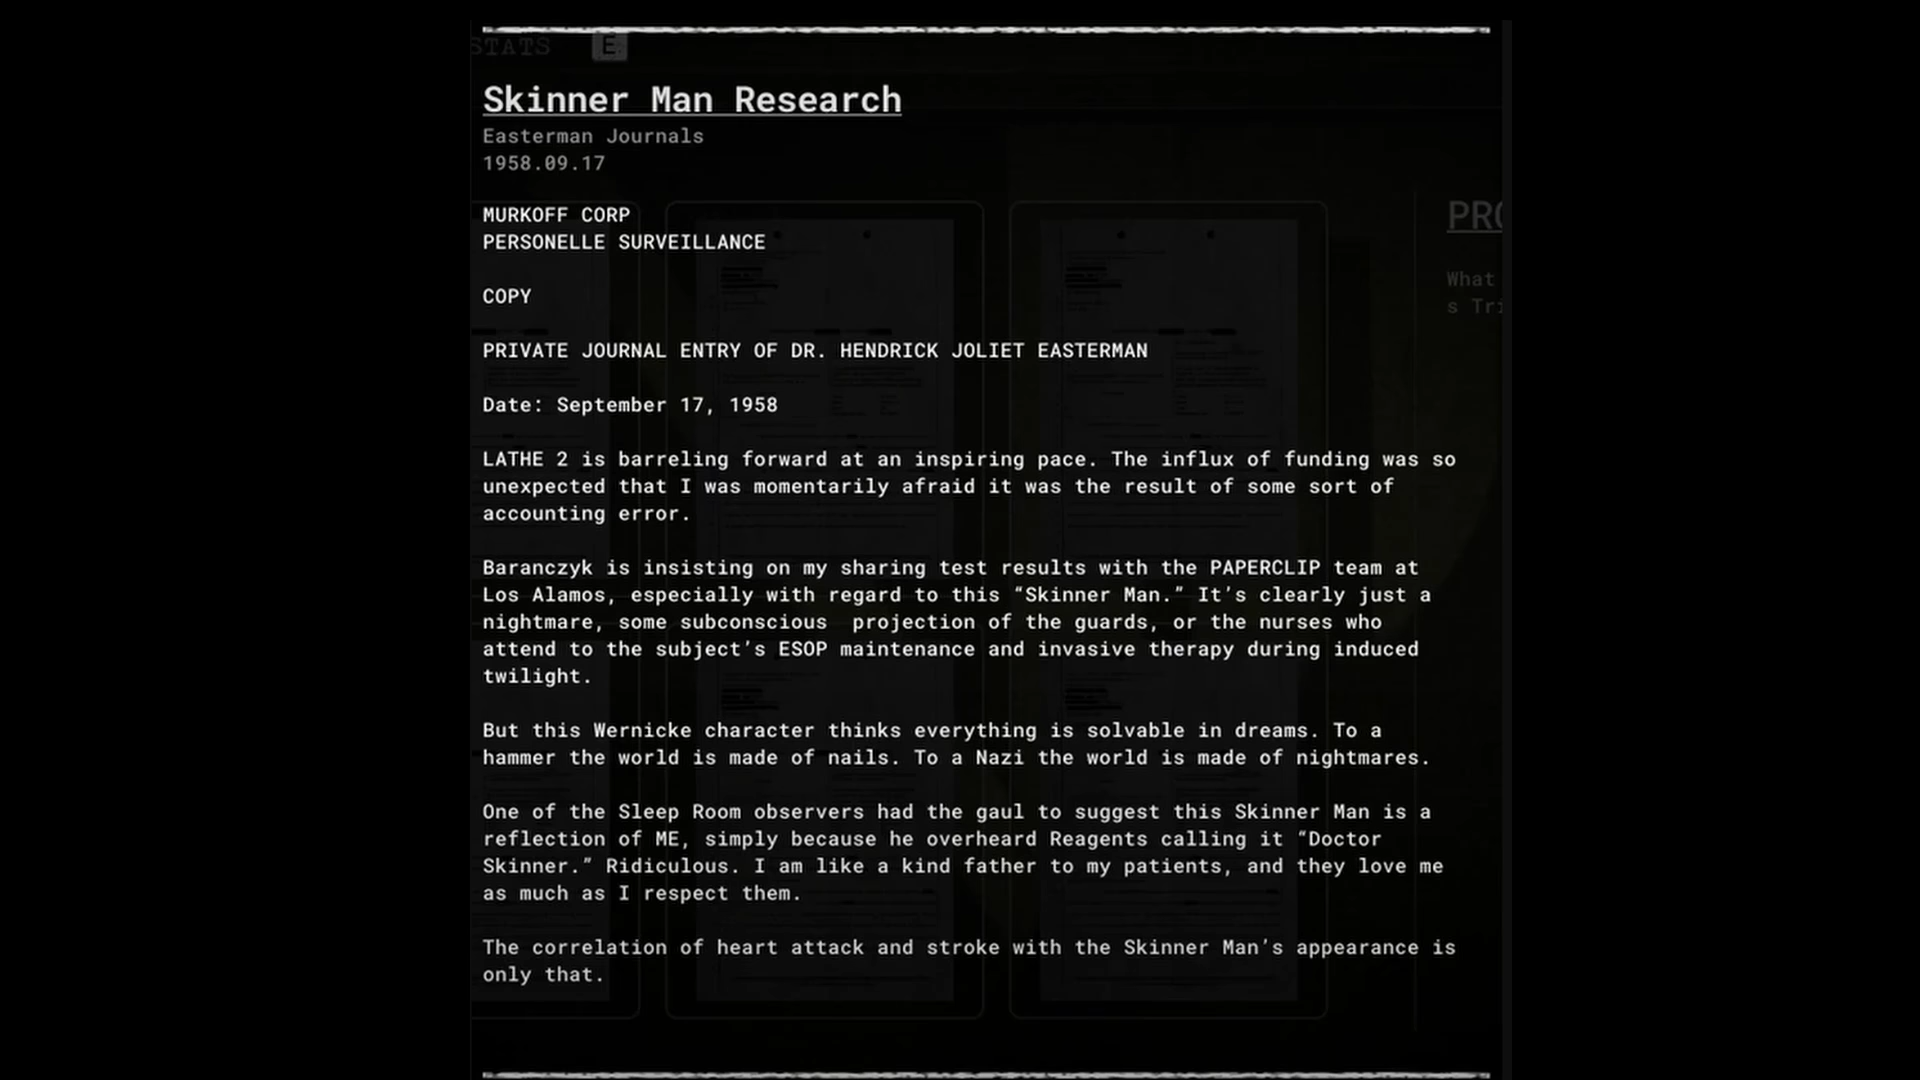 STATS E
Skinner Man Research
Easterman Journals
1958.09.17
MURKOFF CORP
PERSONELLE SURVEILLANCE
COPY
PRIVATE JOURNAL ENTRY OF DR. HENDRICK JOLIET EASTERMAN
Date: September 17, 1958
LATHE 2 is barreling forward at an inspiring pace. The influx of funding was so
unexpected that I was momentarily afraid it was the result of some sort of
accounting error.
Baranczyk is insisting on my sharing test results with the PAPERCLIP team at
Los Alamos, especially with regard to this “Skinner Man.” It’s clearly just a
nightmare, some subconscious  projection of the guards, or the nurses who
attend to the subject’s ESOP maintenance and invasive therapy during induced
twilight.
But this Wernicke character thinks everything is solvable in dreams. To a
hammer the world is made of nails. To a Nazi the world is made of nightmares.
One of the Sleep Room observers had the gaul to suggest this Skinner Man is a
reflection of ME, simply because he overheard Reagents calling it “Doctor
Skinner.” Ridiculous. I am like a kind father to my patients, and they love me
as much as I respect them.
The correlation of heart attack and stroke with the Skinner Man’s appearance is
only that.
PRO
What
s Tri